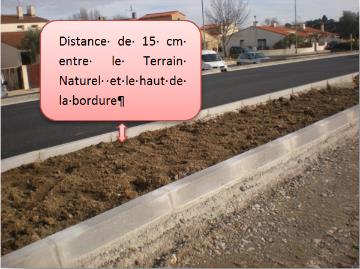 Distance· de· 15· cm·
entre· le· Terrain·
Naturel··et·le·haut·de·
la·bordure¶